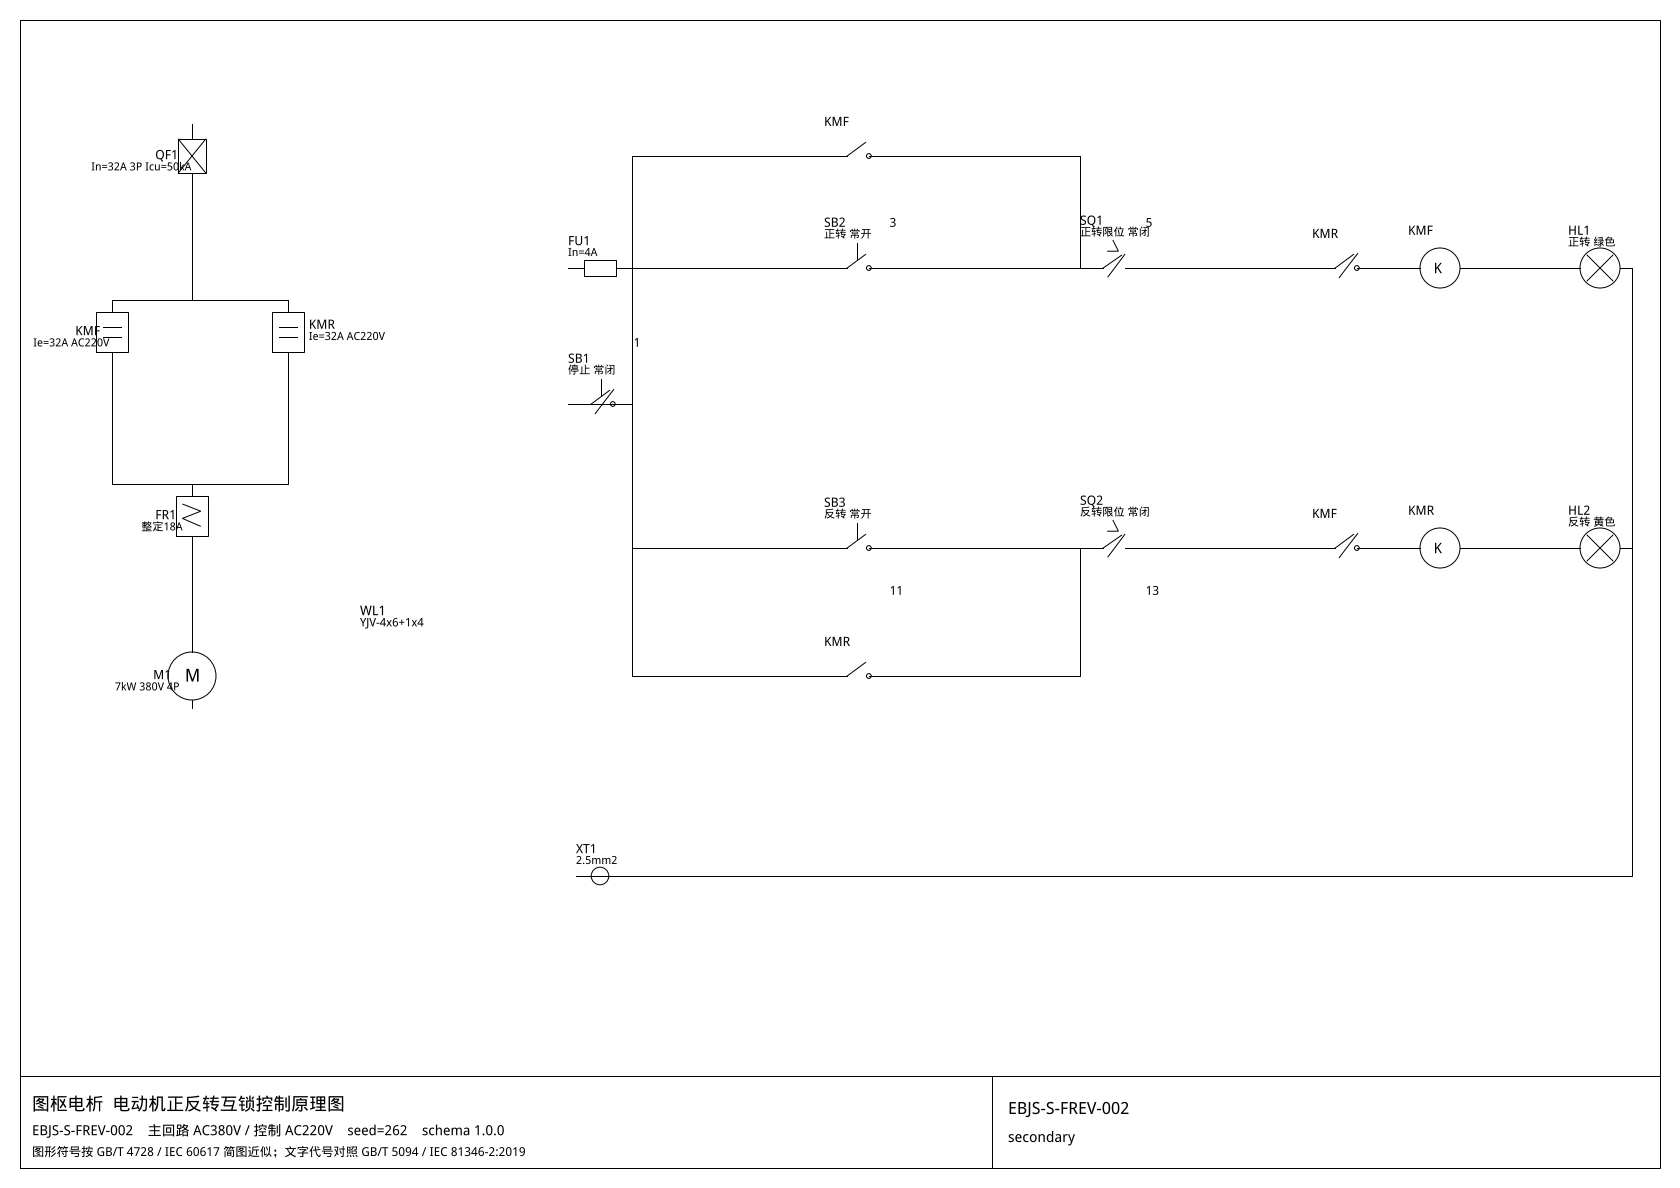 QF1
In=32A 3P Icu=50kA
KMF
Ie=32A AC220V
KMR
Ie=32A AC220V
FR1
整定18A
WL1
YJV-4x6+1x4
M1
7kW 380V 4P
M
KMF
SB2
正转 常开
3
SQ1
正转限位 常闭
5
KMR
KMF
K
HL1
正转 绿色
FU1
In=4A
1
SB1
停止 常闭
SB3
反转 常开
SQ2
反转限位 常闭
KMF
KMR
K
HL2
反转 黄色
11
13
KMR
XT1
2.5mm2
图枢电析 电动机正反转互锁控制原理图
EBJS-S-FREV-002 主回路 AC380V / 控制 AC220V seed=262 schema 1.0.0
图形符号按 GB/T 4728 / IEC 60617 简图近似；文字代号对照 GB/T 5094 / IEC 81346-2:2019
EBJS-S-FREV-002
secondary